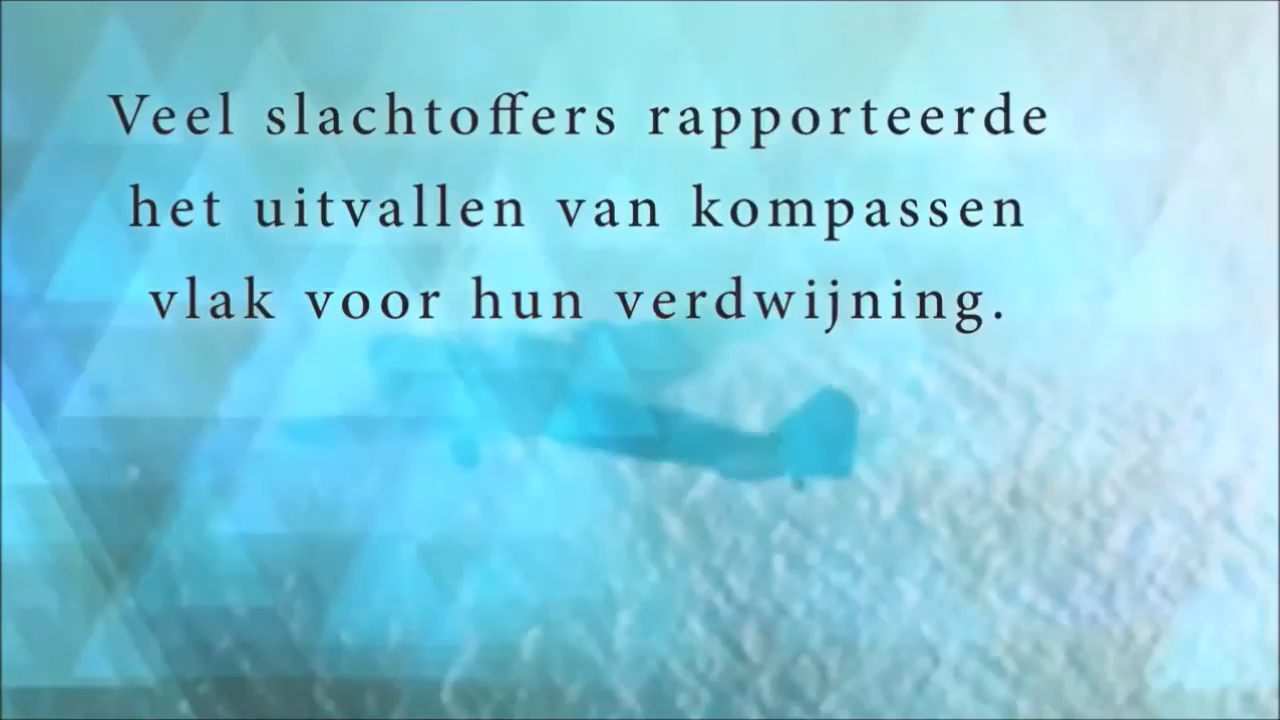 Veel slachtoffers rapporteerde
het uitvallen van kompassen
vlak voor hun verdwijning.